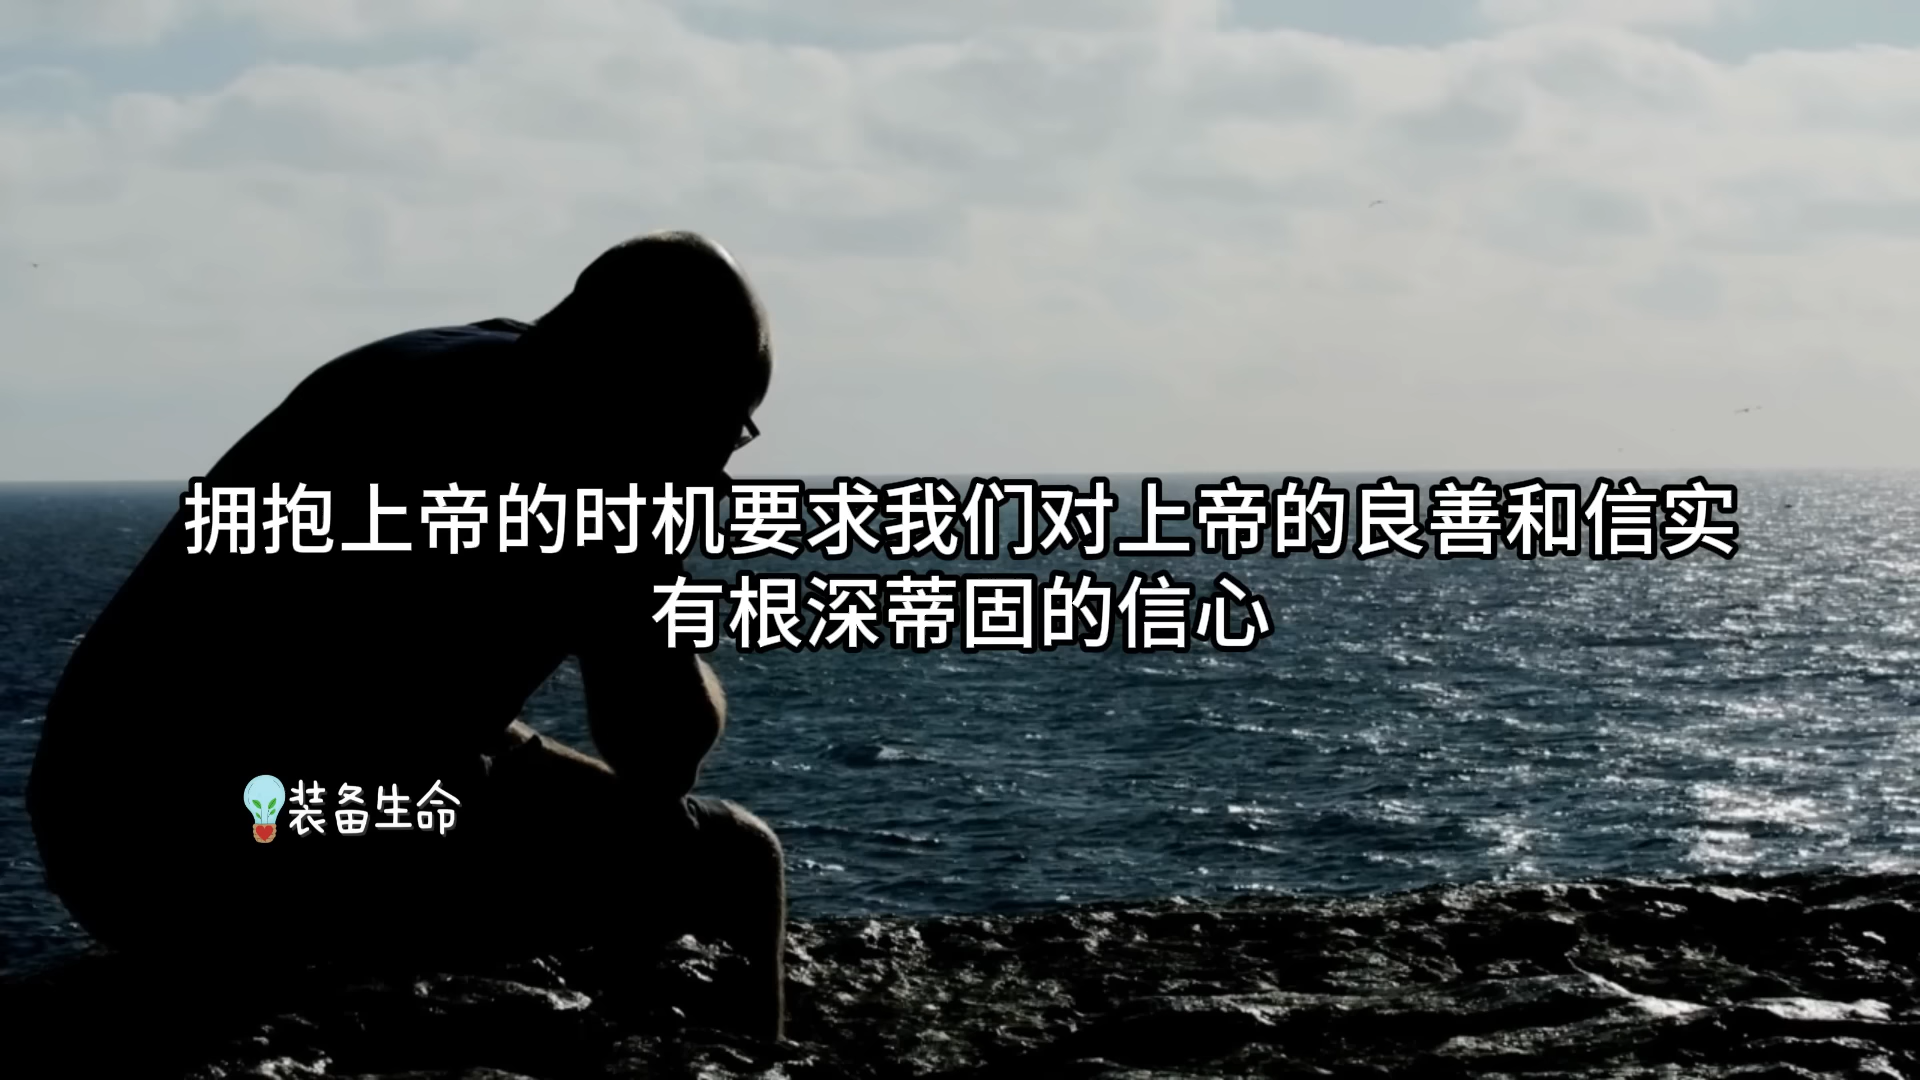 拥抱上帝的时机要求我们对上帝的良善和信实
有根深蒂固的信心
装备生命